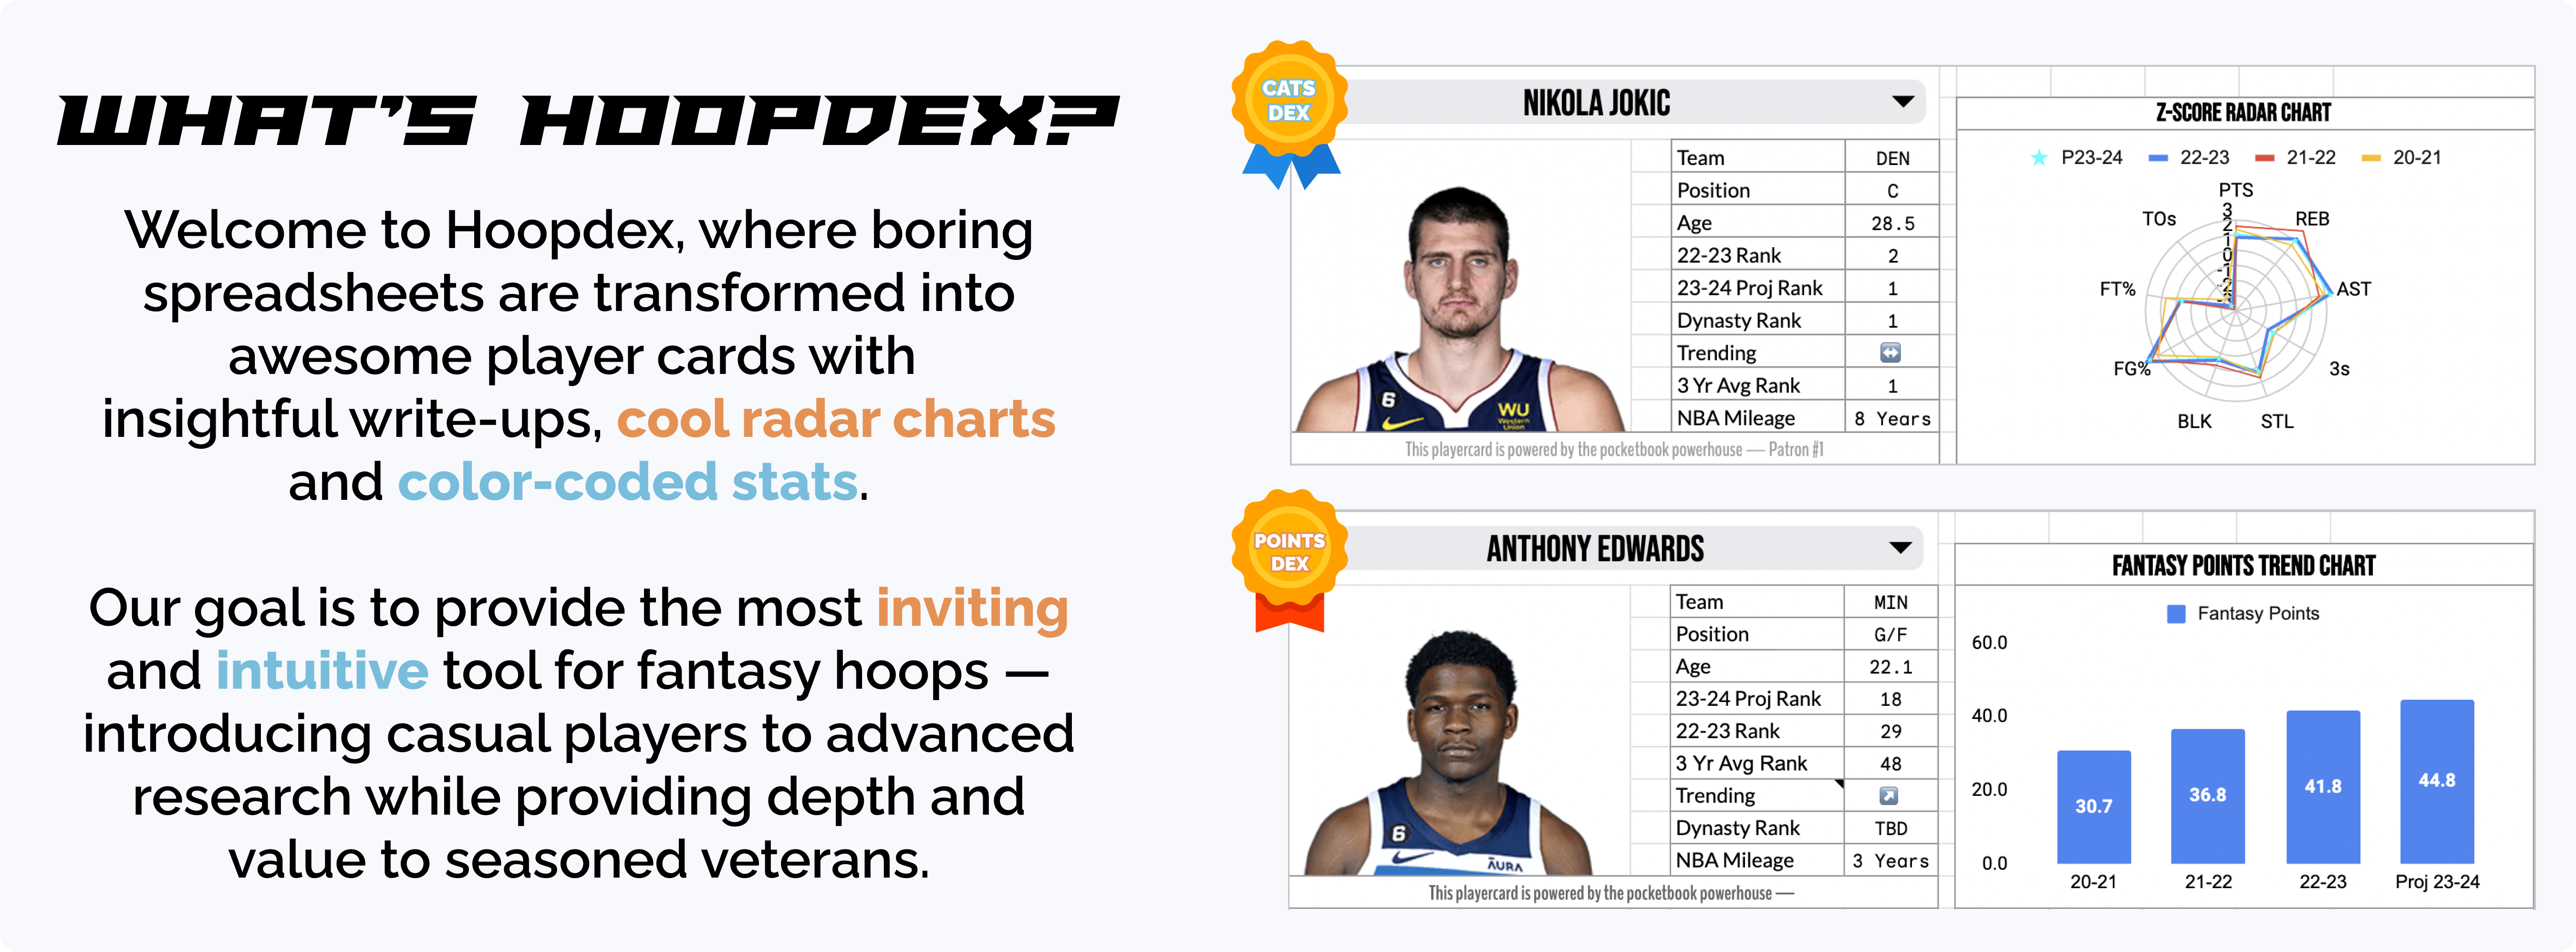 WHAT'S HOOPDEX?
Welcome to Hoopdex, where boring
spreadsheets are transformed into
awesome player cards with
insightful write-ups, cool radar charts
and color-coded stats.
Our goal is to provide the most inviting
and intuitive tool for fantasy hoops —
introducing casual players to advanced
research while providing depth and
value to seasoned veterans.
CATS
DEX
NIKOLA JOKIC
Team DEN
Position C
Age 28.5
22-23 Rank 2
23-24 Proj Rank 1
Dynasty Rank 1
Trending ↔
3 Yr Avg Rank 1
NBA Mileage 8 Years
6
WU
Western
Union
This playercard is powered by the pocketbook powerhouse — Patron #1
Z-SCORE RADAR CHART
P23-24 22-23 21-22 20-21
PTS
REB
AST
3s
STL
BLK
FG%
FT%
TOs
3
2
1
0
POINTS
DEX
ANTHONY EDWARDS
Team MIN
Position G/F
Age 22.1
23-24 Proj Rank 18
22-23 Rank 29
3 Yr Avg Rank 48
Trending ↗
Dynasty Rank TBD
NBA Mileage 3 Years
6
ĀURA
This playercard is powered by the pocketbook powerhouse —
FANTASY POINTS TREND CHART
Fantasy Points
60.0
40.0
20.0
0.0
30.7 36.8 41.8 44.8
20-21 21-22 22-23 Proj 23-24